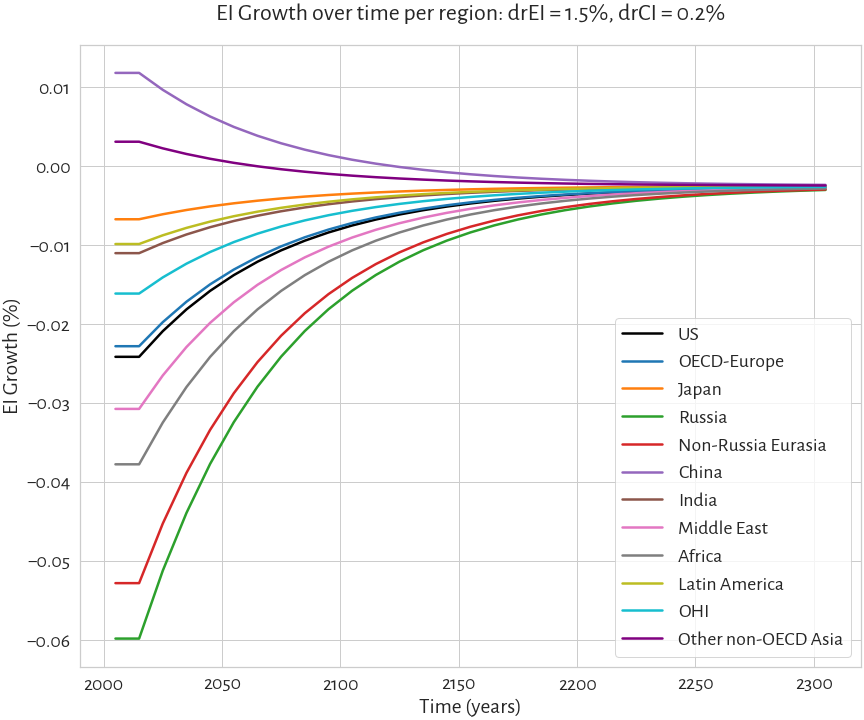 EI Growth over time per region: drEI = 1.5%, drCI = 0.2%
EI Growth (%)
0.01
0.00
−0.01
−0.02
−0.03
−0.04
−0.05
−0.06
US
OECD-Europe
Japan
Russia
Non-Russia Eurasia
China
India
Middle East
Africa
Latin America
OHI
Other non-OECD Asia
2000 2050 2100 2150 2200 2250 2300
Time (years)